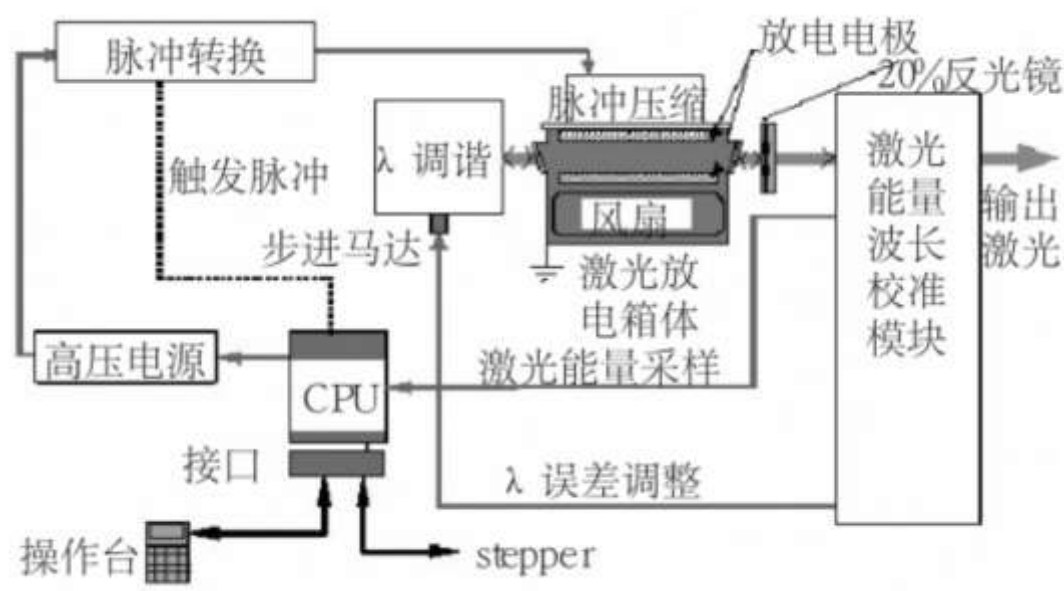 放电电极
脉冲转换
20%反光镜
脉冲压缩
λ 调谐
触发脉冲
风扇
步进马达
激光放
电箱体
激光
能量
波长
校准
模块
输出
激光
高压电源
激光能量采样
CPU
接口
λ 误差调整
操作台
stepper